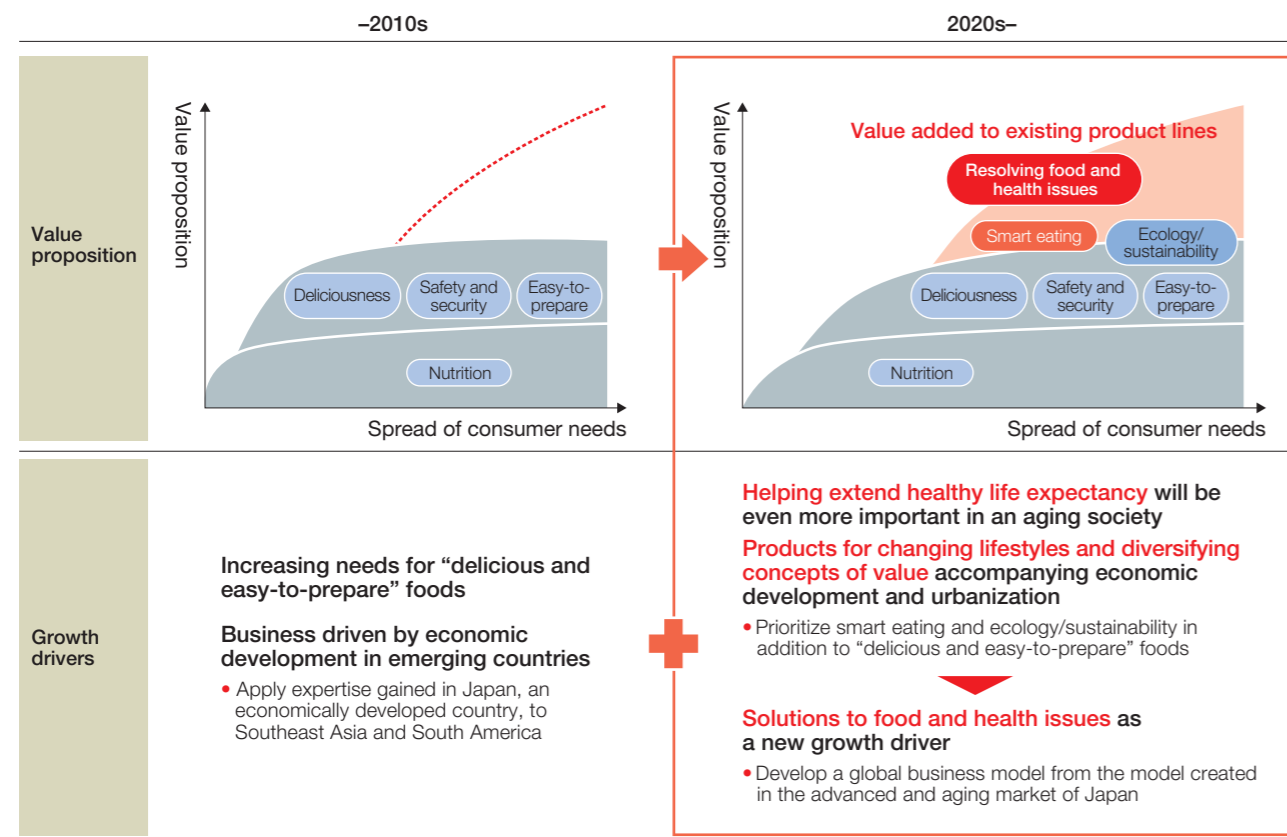 –2010s
2020s–
Value
proposition
Value proposition
Deliciousness
Safety and
security
Easy-to-
prepare
Nutrition
Spread of consumer needs
Value proposition
Value added to existing product lines
Resolving food and
health issues
Smart eating
Ecology/
sustainability
Deliciousness
Safety and
security
Easy-to-
prepare
Nutrition
Spread of consumer needs
Growth
drivers
Increasing needs for “delicious and
easy-to-prepare” foods
Business driven by economic
development in emerging countries
• Apply expertise gained in Japan, an
economically developed country, to
Southeast Asia and South America
Helping extend healthy life expectancy will be
even more important in an aging society
Products for changing lifestyles and diversifying
concepts of value accompanying economic
development and urbanization
• Prioritize smart eating and ecology/sustainability in
addition to “delicious and easy-to-prepare” foods
Solutions to food and health issues as
a new growth driver
• Develop a global business model from the model created
in the advanced and aging market of Japan